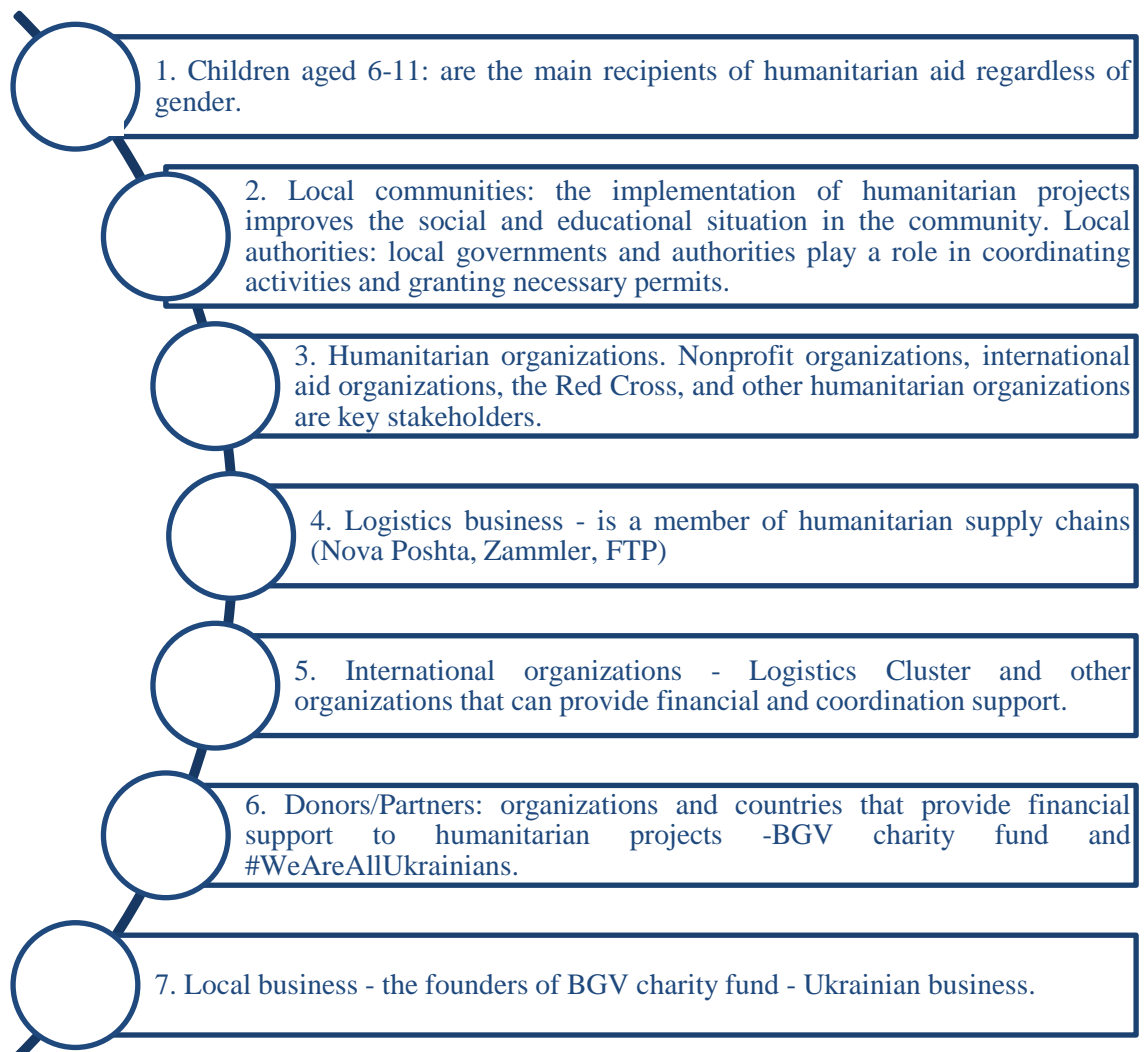 1. Children aged 6-11: are the main recipients of humanitarian aid regardless of
gender.
2. Local communities: the implementation of humanitarian projects
improves the social and educational situation in the community. Local
authorities: local governments and authorities play a role in coordinating
activities and granting necessary permits.
3. Humanitarian organizations. Nonprofit organizations, international
aid organizations, the Red Cross, and other humanitarian organizations
are key stakeholders.
4. Logistics business - is a member of humanitarian supply chains
(Nova Poshta, Zammler, FTP)
5. International organizations - Logistics Cluster and other
organizations that can provide financial and coordination support.
6. Donors/Partners: organizations and countries that provide financial
support to humanitarian projects -BGV charity fund and
#WeAreAllUkrainians.
7. Local business - the founders of BGV charity fund - Ukrainian business.